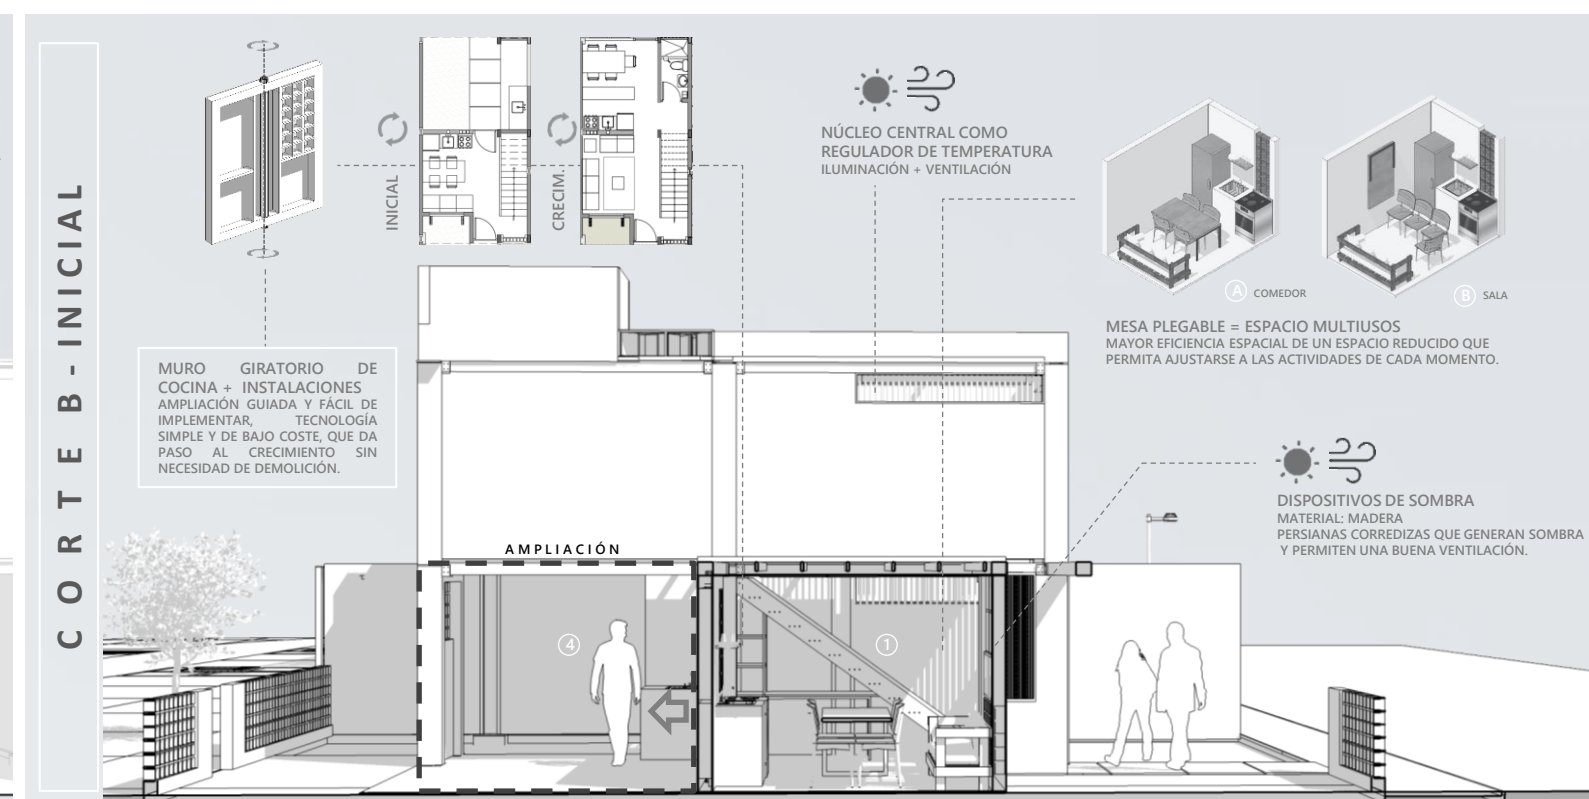 CORTE B - INICIAL
INICIAL
CRECIM.
NÚCLEO CENTRAL COMO
REGULADOR DE TEMPERATURA
ILUMINACIÓN + VENTILACIÓN
A COMEDOR
B SALA
MESA PLEGABLE = ESPACIO MULTIUSOS
MAYOR EFICIENCIA ESPACIAL DE UN ESPACIO REDUCIDO QUE
PERMITA AJUSTARSE A LAS ACTIVIDADES DE CADA MOMENTO.
MURO GIRATORIO DE
COCINA + INSTALACIONES
AMPLIACIÓN GUIADA Y FÁCIL DE
IMPLEMENTAR, TECNOLOGÍA
SIMPLE Y DE BAJO COSTE, QUE DA
PASO AL CRECIMIENTO SIN
NECESIDAD DE DEMOLICIÓN.
DISPOSITIVOS DE SOMBRA
MATERIAL: MADERA
PERSIANAS CORREDIZAS QUE GENERAN SOMBRA
Y PERMITEN UNA BUENA VENTILACIÓN.
AMPLIACIÓN
4
1